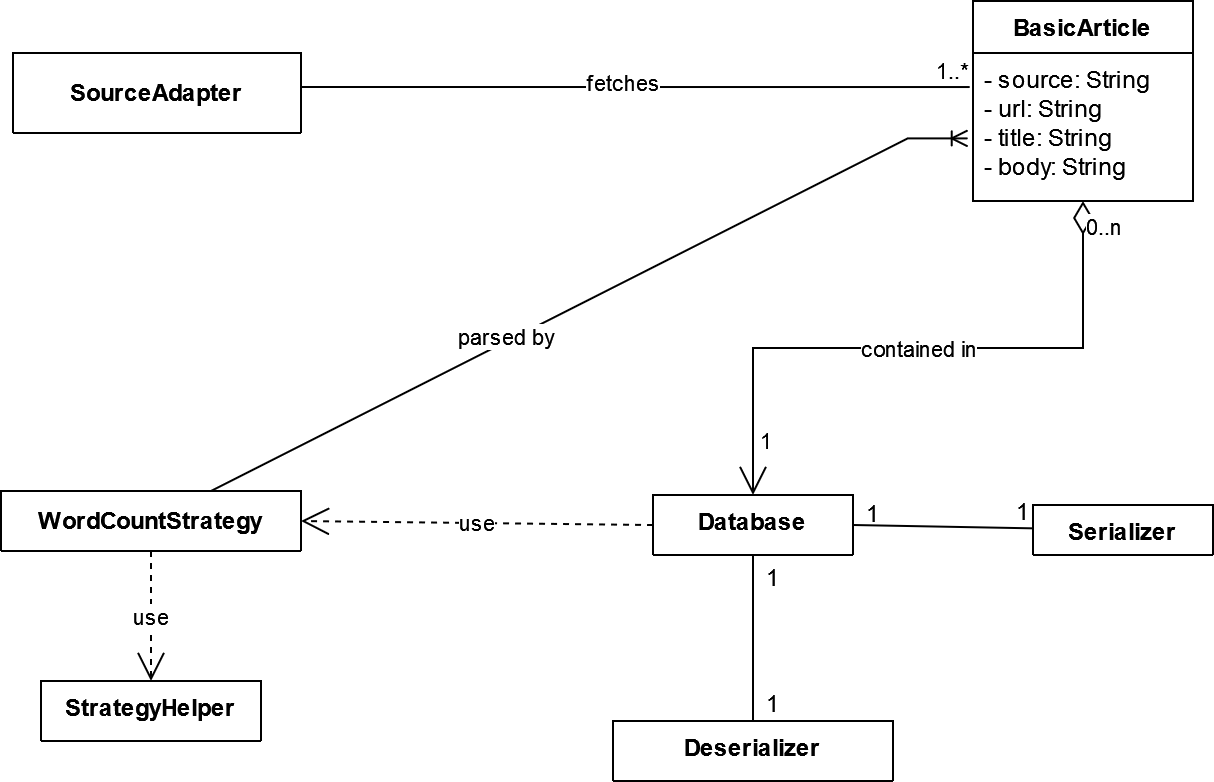 BasicArticle
- source: String
- url: String
- title: String
- body: String
SourceAdapter
fetches
1..*
0..n
parsed by
contained in
1
WordCountStrategy
use
Database
1
1
Serializer
use
1
StrategyHelper
1
Deserializer